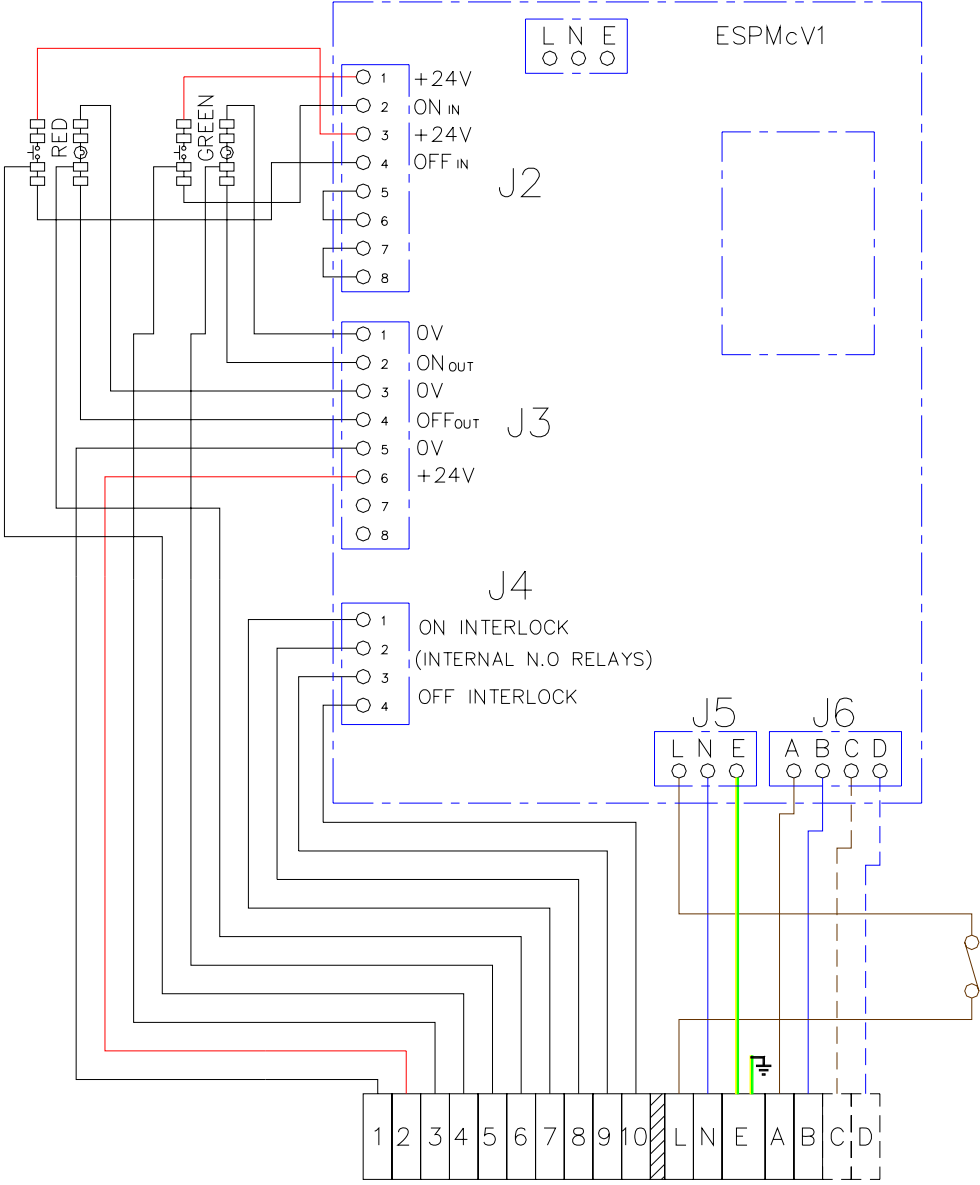 L N E
ESPMcV1
RED
GREEN
1 +24V
2 ON IN
3 +24V
4 OFF IN
5
6
7
8
J2
1 0V
2 ON OUT
3 0V
4 OFF OUT
5 0V
6 +24V
7
8
J3
J4
1
2
3
4
ON INTERLOCK
(INTERNAL N.O RELAYS)
OFF INTERLOCK
J5
L N E
J6
A B C D
1 2 3 4 5 6 7 8 9 10 L N E A B C D